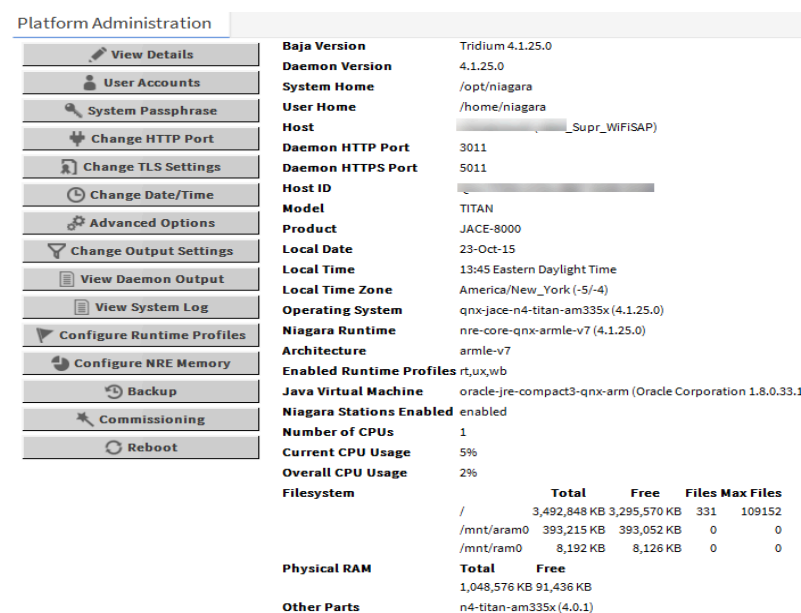 Platform Administration
View Details
User Accounts
System Passphrase
Change HTTP Port
Change TLS Settings
Change Date/Time
Advanced Options
Change Output Settings
View Daemon Output
View System Log
Configure Runtime Profiles
Configure NRE Memory
Backup
Commissioning
Reboot
Baja Version Tridium 4.1.25.0
Daemon Version 4.1.25.0
System Home /opt/niagara
User Home /home/niagara
Host _Supr_WiFiSAP)
Daemon HTTP Port 3011
Daemon HTTPS Port 5011
Host ID
Model TITAN
Product JACE-8000
Local Date 23-Oct-15
Local Time 13:45 Eastern Daylight Time
Local Time Zone America/New_York (-5/-4)
Operating System qnx-jace-n4-titan-am335x (4.1.25.0)
Niagara Runtime nre-core-qnx-armle-v7 (4.1.25.0)
Architecture armle-v7
Enabled Runtime Profiles rt,ux,wb
Java Virtual Machine oracle-jre-compact3-qnx-arm (Oracle Corporation 1.8.0.33.1
Niagara Stations Enabled enabled
Number of CPUs 1
Current CPU Usage 5%
Overall CPU Usage 2%
Filesystem Total Free Files Max Files
/ 3,492,848 KB 3,295,570 KB 331 109152
/mnt/aram0 393,215 KB 393,052 KB 0 0
/mnt/ram0 8,192 KB 8,126 KB 0 0
Physical RAM Total Free
1,048,576 KB 91,436 KB
Other Parts n4-titan-am335x (4.0.1)